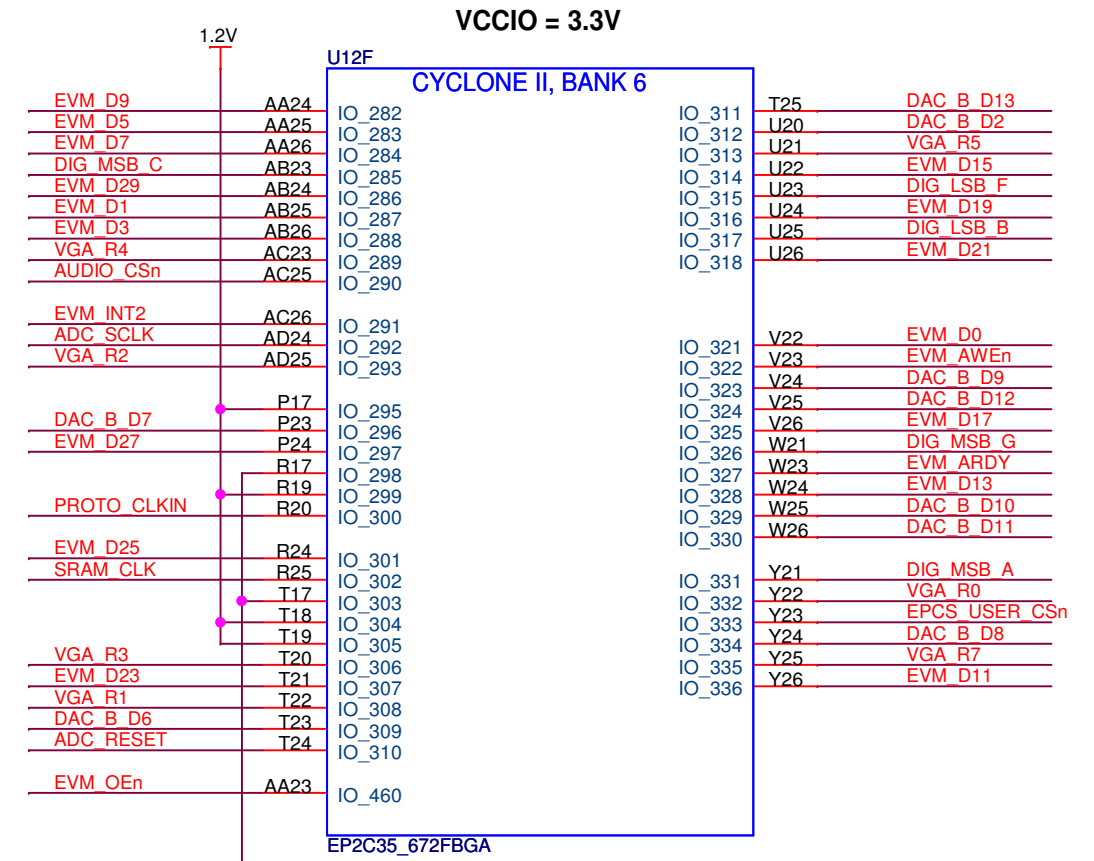 VCCIO = 3.3V
1.2V
U12F
CYCLONE II, BANK 6
EVM_D9 AA24 IO_282
EVM_D5 AA25 IO_283
EVM_D7 AA26 IO_284
DIG_MSB_C AB23 IO_285
EVM_D29 AB24 IO_286
EVM_D1 AB25 IO_287
EVM_D3 AB26 IO_288
VGA_R4 AC23 IO_289
AUDIO_CSn AC25 IO_290
EVM_INT2 AC26 IO_291
ADC_SCLK AD24 IO_292
VGA_R2 AD25 IO_293
P17 IO_295
DAC_B_D7 P23 IO_296
EVM_D27 P24 IO_297
R17 IO_298
R19 IO_299
PROTO_CLKIN R20 IO_300
EVM_D25 R24 IO_301
SRAM_CLK R25 IO_302
T17 IO_303
T18 IO_304
T19 IO_305
VGA_R3 T20 IO_306
EVM_D23 T21 IO_307
VGA_R1 T22 IO_308
DAC_B_D6 T23 IO_309
ADC_RESET T24 IO_310
EVM_OEn AA23 IO_460
IO_311 T25 DAC_B_D13
IO_312 U20 DAC_B_D2
IO_313 U21 VGA_R5
IO_314 U22 EVM_D15
IO_315 U23 DIG_LSB_F
IO_316 U24 EVM_D19
IO_317 U25 DIG_LSB_B
IO_318 U26 EVM_D21
IO_321 V22 EVM_D0
IO_322 V23 EVM_AWEn
IO_323 V24 DAC_B_D9
IO_324 V25 DAC_B_D12
IO_325 V26 EVM_D17
IO_326 W21 DIG_MSB_G
IO_327 W23 EVM_ARDY
IO_328 W24 EVM_D13
IO_329 W25 DAC_B_D10
IO_330 W26 DAC_B_D11
IO_331 Y21 DIG_MSB_A
IO_332 Y22 VGA_R0
IO_333 Y23 EPCS_USER_CSn
IO_334 Y24 DAC_B_D8
IO_335 Y25 VGA_R7
IO_336 Y26 EVM_D11
EP2C35_672FBGA